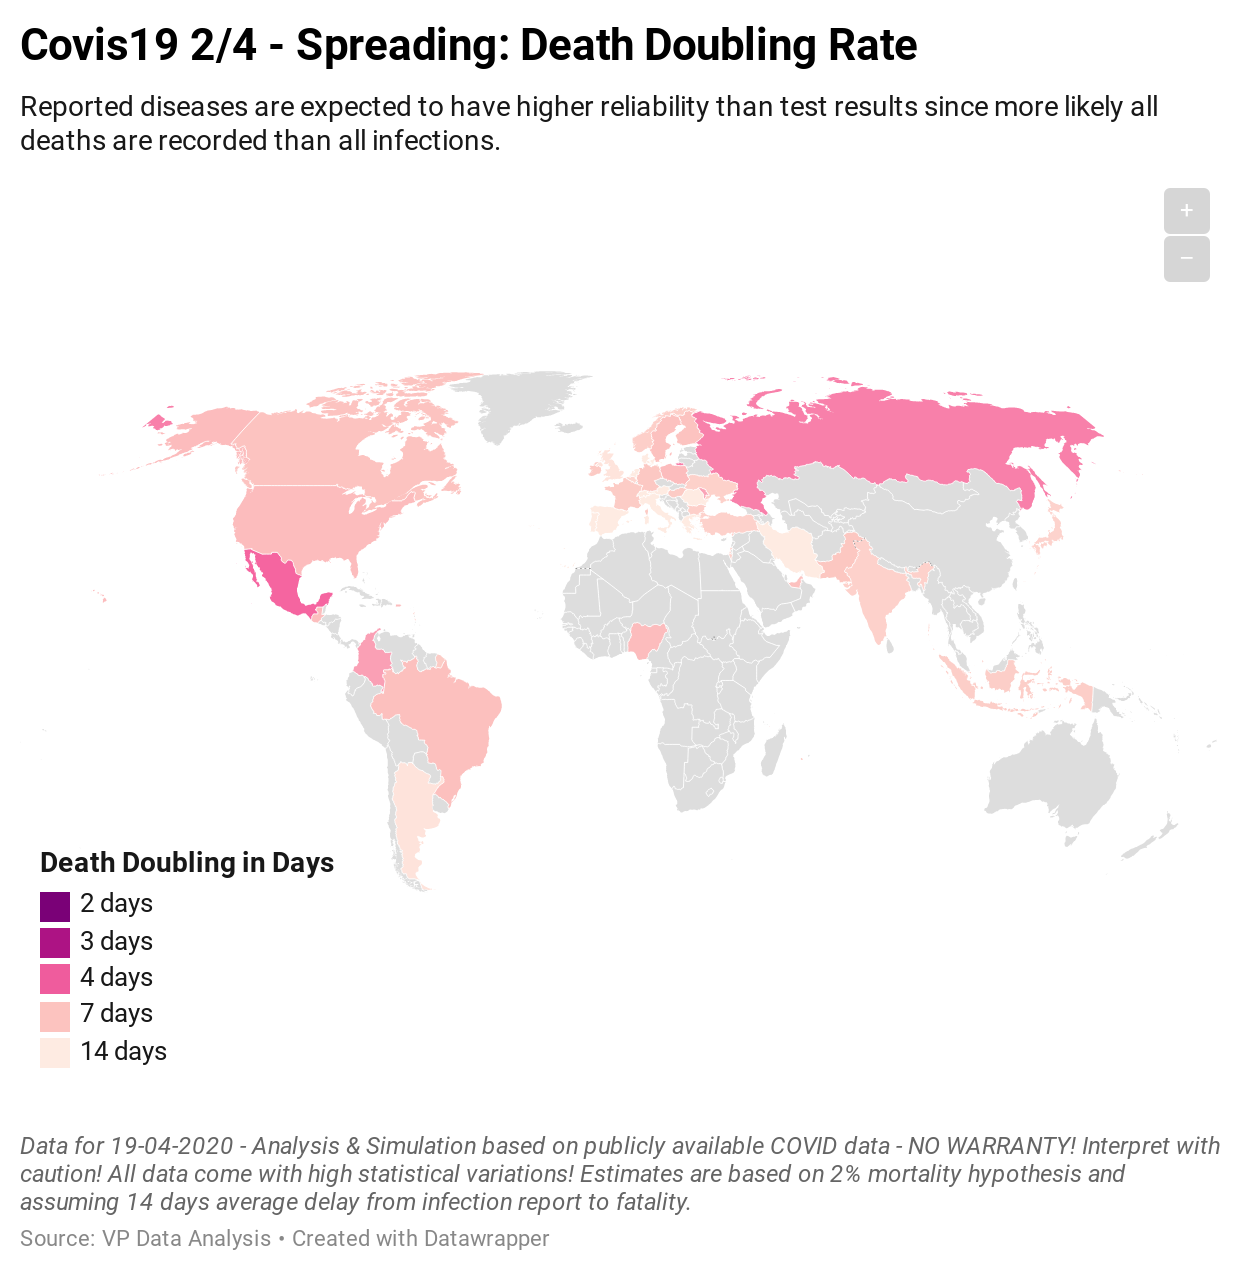 Covis19 2/4 - Spreading: Death Doubling Rate
Reported diseases are expected to have higher reliability than test results since more likely all
deaths are recorded than all infections.
+
−
Death Doubling in Days
2 days
3 days
4 days
7 days
14 days
Data for 19-04-2020 - Analysis & Simulation based on publicly available COVID data - NO WARRANTY! Interpret with
caution! All data come with high statistical variations! Estimates are based on 2% mortality hypothesis and
assuming 14 days average delay from infection report to fatality.
Source: VP Data Analysis • Created with Datawrapper